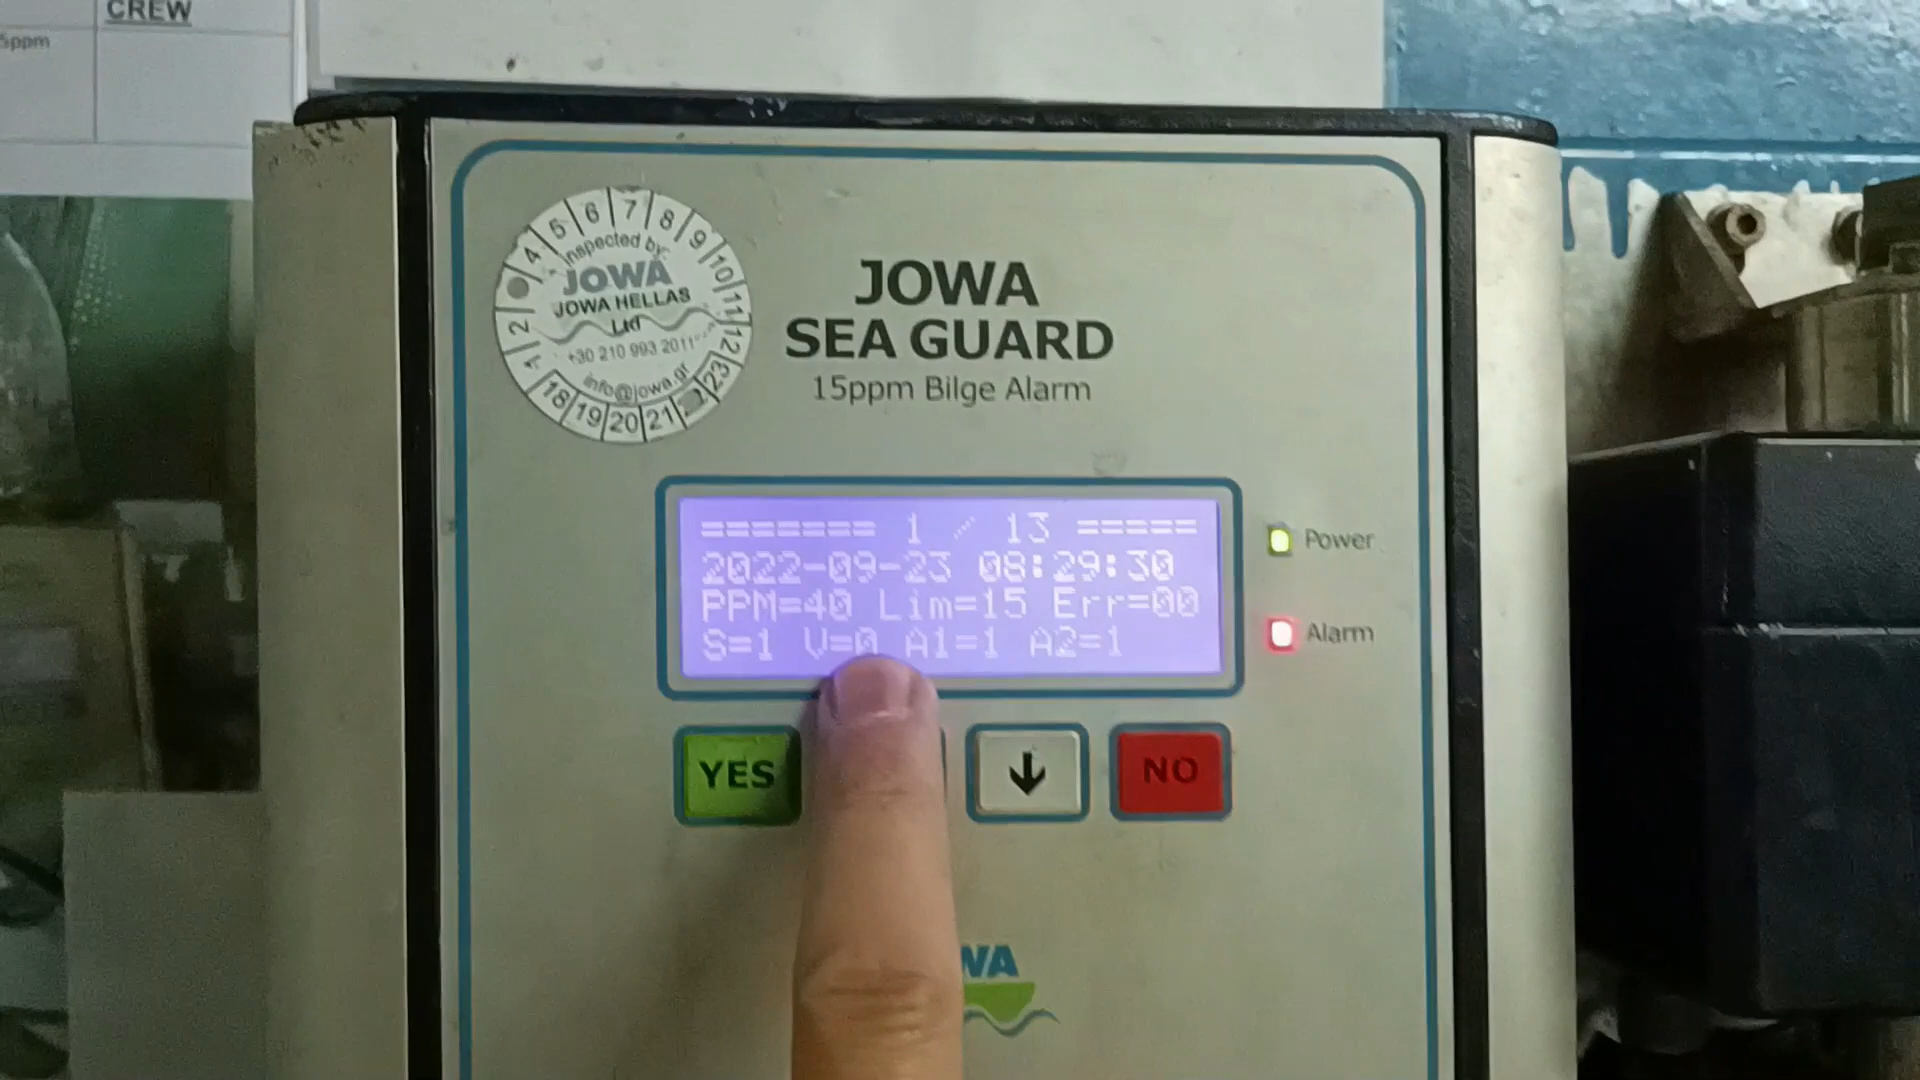 CREW
5ppm
1 2 4 5 6 7 8 9 10 11 12
Inspected by:
JOWA
JOWA HELLAS
Ltd
+30 210 993 2011
info@jowa.gr
18 19 20 21 23
JOWA
SEA GUARD
15ppm Bilge Alarm
======= 1 / 13 =====
2022-09-23 08:29:30
PPM=40 Lim=15 Err=00
S=1 V=0 A1=1 A2=1
Power
Alarm
YES
↓
NO
WA